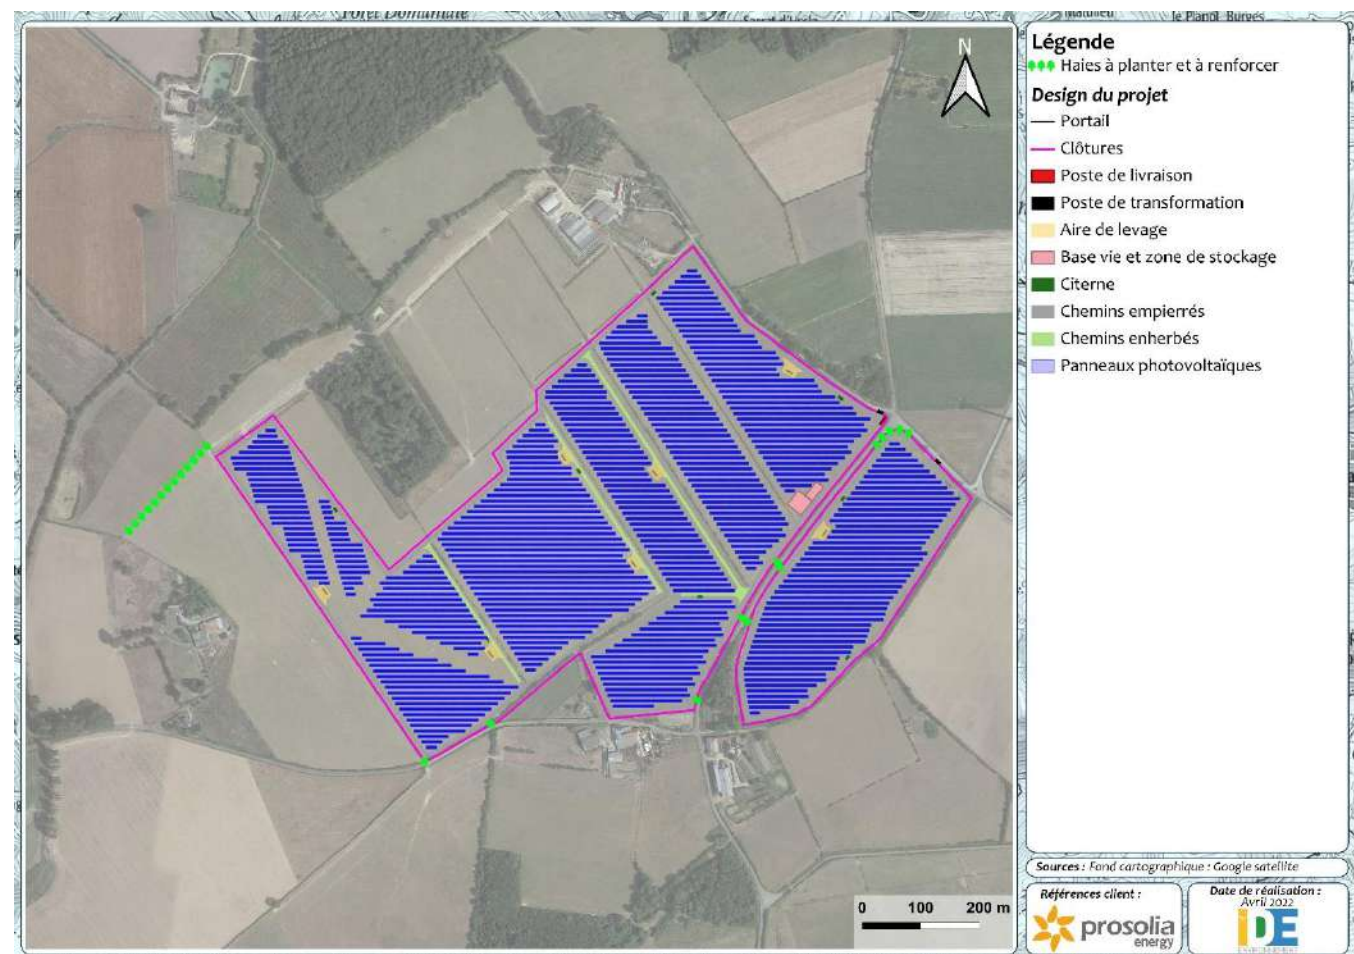 N
Légende
Haies à planter et à renforcer
Design du projet
Portail
Clôtures
Poste de livraison
Poste de transformation
Aire de levage
Base vie et zone de stockage
Citerne
Chemins empierrés
Chemins enherbés
Panneaux photovoltaïques
0 100 200 m
Sources : Fond cartographique : Google satellite
Références client :
prosolia
energy
Date de réalisation :
Avril 2022
IDE
ENVIRONNEMENT